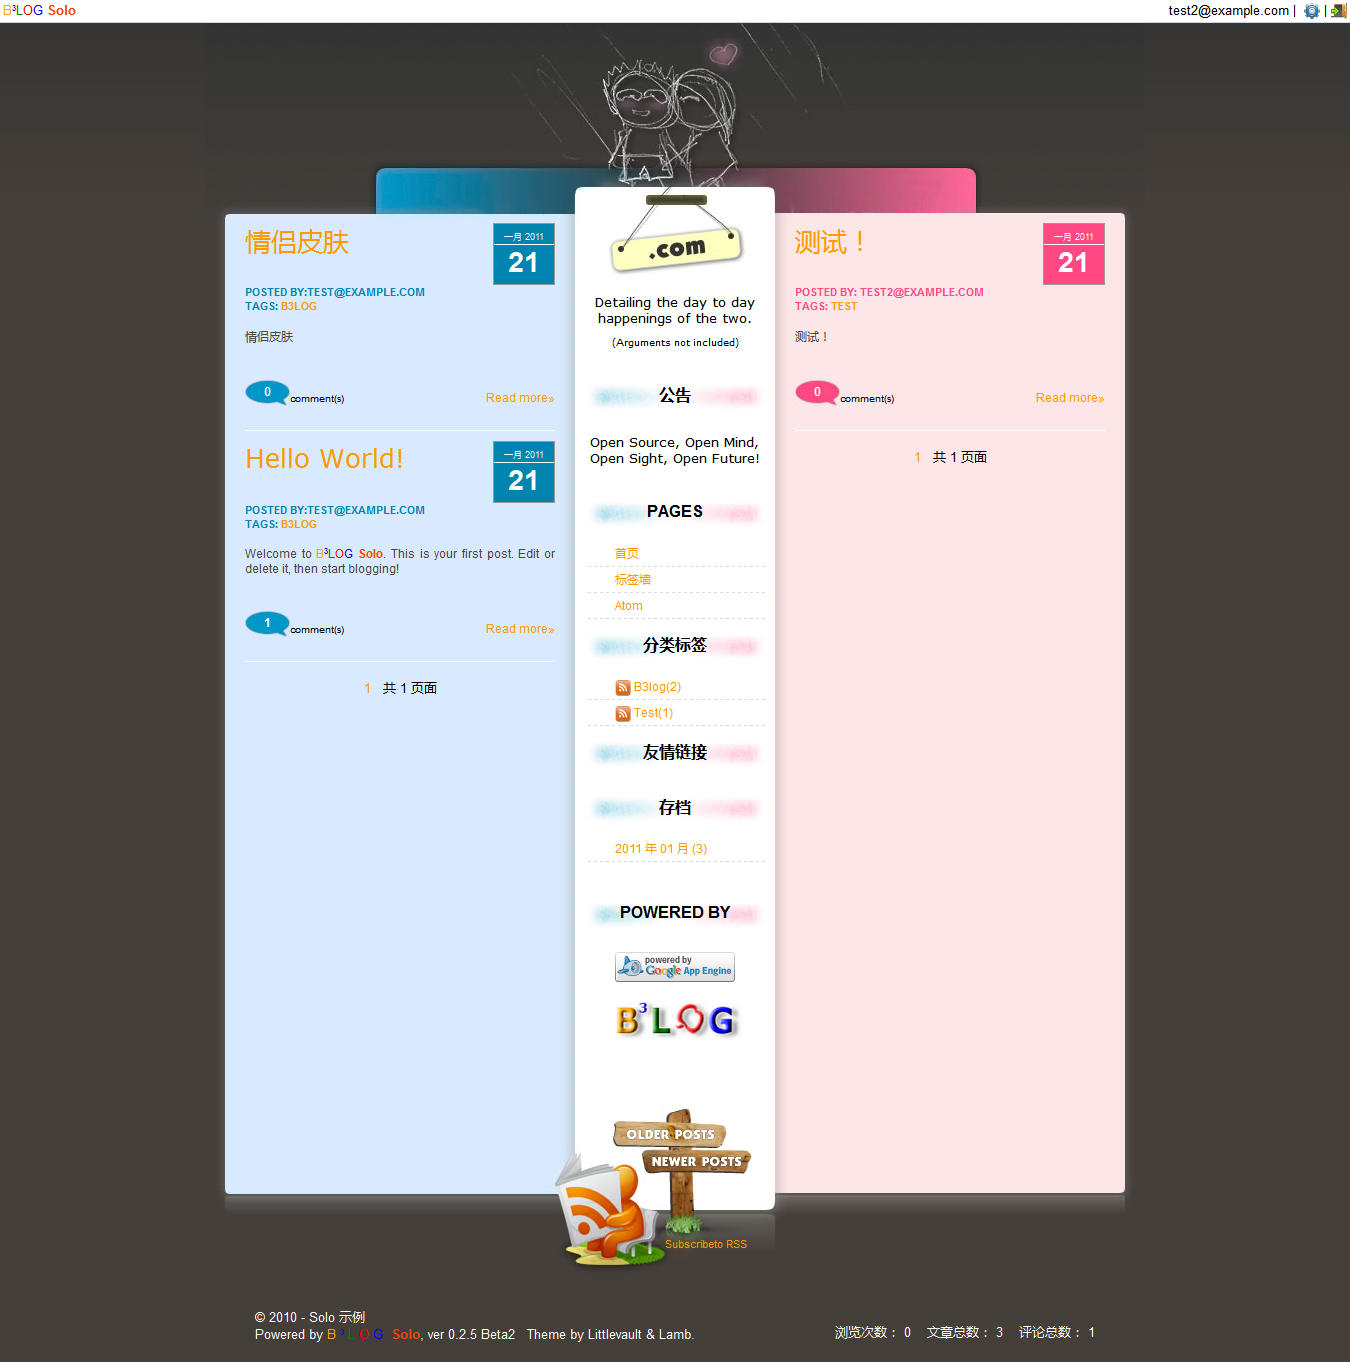 B³LOG Solo
test2@example.com | |
.com
情侣皮肤
一月 2011
21
POSTED BY:TEST@EXAMPLE.COM
TAGS: B3LOG
情侣皮肤
0 comment(s)
Read more»
Hello World!
一月 2011
21
POSTED BY:TEST@EXAMPLE.COM
TAGS: B3LOG
Welcome to B³LOG Solo. This is your first post. Edit or
delete it, then start blogging!
1 comment(s)
Read more»
1 共 1 页面
Detailing the day to day
happenings of the two.
(Arguments not included)
公告
Open Source, Open Mind,
Open Sight, Open Future!
PAGES
首页
标签墙
Atom
分类标签
B3log(2)
Test(1)
友情链接
存档
2011 年 01 月 (3)
POWERED BY
powered by
Google App Engine
B³LOG
OLDER POSTS
NEWER POSTS
Subscribeto RSS
测试！
一月 2011
21
POSTED BY: TEST2@EXAMPLE.COM
TAGS: TEST
测试！
0 comment(s)
Read more»
1 共 1 页面
© 2010 - Solo 示例
Powered by B³LOG Solo, ver 0.2.5 Beta2 Theme by Littlevault & Lamb.
浏览次数： 0 文章总数： 3 评论总数： 1